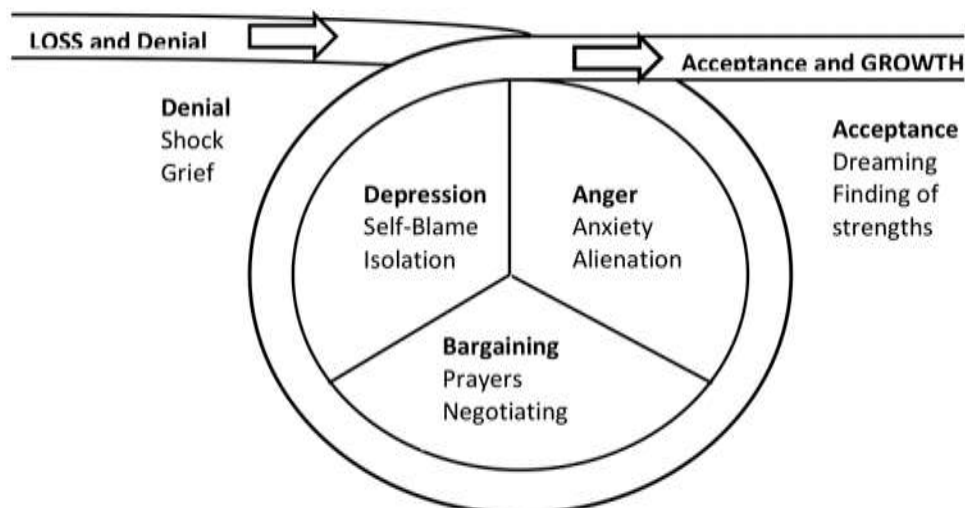 LOSS and Denial
Acceptance and GROWTH
Denial
Shock
Grief
Depression
Self-Blame
Isolation
Anger
Anxiety
Alienation
Acceptance
Dreaming
Finding of
strengths
Bargaining
Prayers
Negotiating